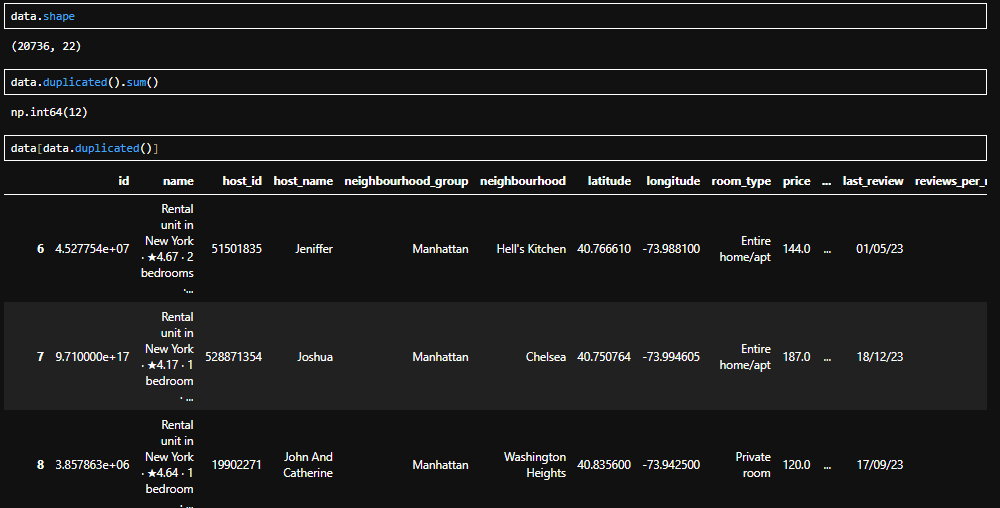 data.shape
(20736, 22)
data.duplicated().sum()
np.int64(12)
data[data.duplicated()]
id name host_id host_name neighbourhood_group neighbourhood latitude longitude room_type price ... last_review reviews_per_
6 4.527754e+07 Rental unit in New York · ★4.67 · 2 bedrooms ·... 51501835 Jeniffer Manhattan Hell's Kitchen 40.766610 -73.988100 Entire home/apt 144.0 ... 01/05/23
7 9.710000e+17 Rental unit in New York · ★4.17 · 1 bedroom · ... 528871354 Joshua Manhattan Chelsea 40.750764 -73.994605 Entire home/apt 187.0 ... 18/12/23
8 3.857863e+06 Rental unit in New York · ★4.64 · 1 bedroom · ... 19902271 John And Catherine Manhattan Washington Heights 40.835600 -73.942500 Private room 120.0 ... 17/09/23